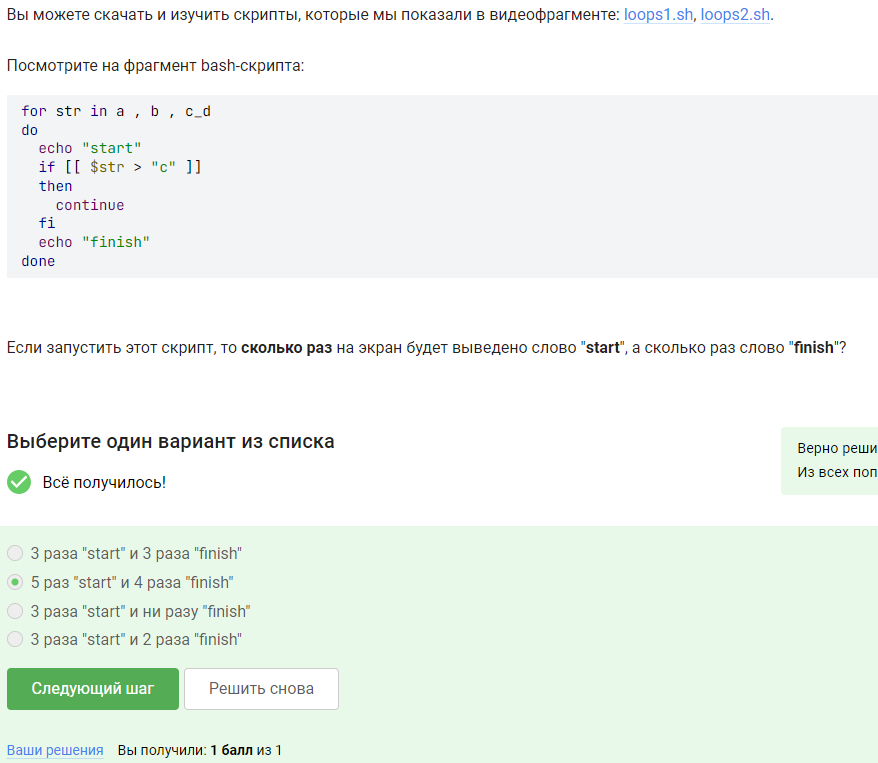 Вы можете скачать и изучить скрипты, которые мы показали в видеофрагменте: loops1.sh, loops2.sh.
Посмотрите на фрагмент bash-скрипта:
for str in a , b , c_d
do
  echo "start"
  if [[ $str > "c" ]]
  then
    continue
  fi
  echo "finish"
done
Если запустить этот скрипт, то сколько раз на экран будет выведено слово "start", а сколько раз слово "finish"?
Выберите один вариант из списка
Верно реши
Всё получилось!
Из всех поп
3 раза "start" и 3 раза "finish"
5 раз "start" и 4 раза "finish"
3 раза "start" и ни разу "finish"
3 раза "start" и 2 раза "finish"
Следующий шаг Решить снова
Ваши решения Вы получили: 1 балл из 1